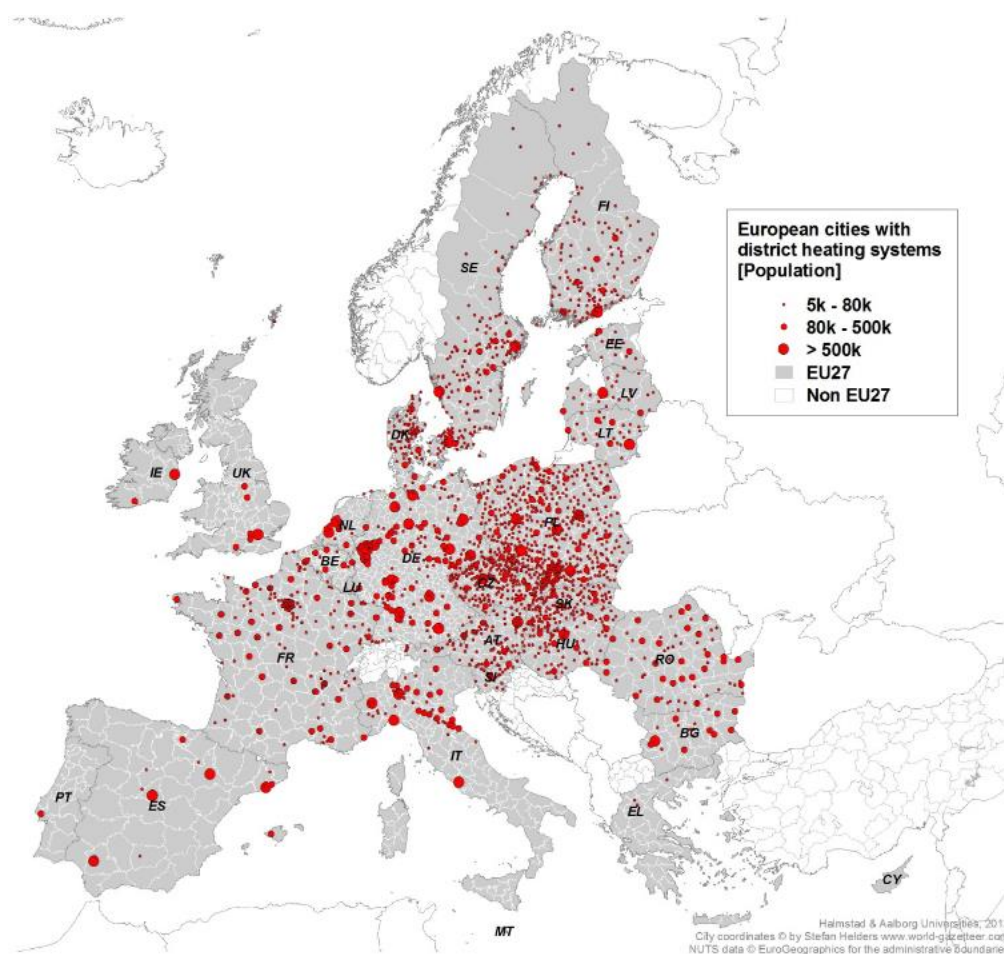 FI
SE
EE
LV
LT
DK
IE
UK
NL
PL
BE
DE
LU
CZ
SK
AT
HU
FR
SI
RO
BG
IT
PT
ES
EL
CY
MT
European cities with
district heating systems
[Population]
5k - 80k
80k - 500k
> 500k
EU27
Non EU27
Halmstad & Aalborg Universities, 201
City coordinates © by Stefan Helders www.world-gazetteer.com
NUTS data © EuroGeographics for the administrative boundarie